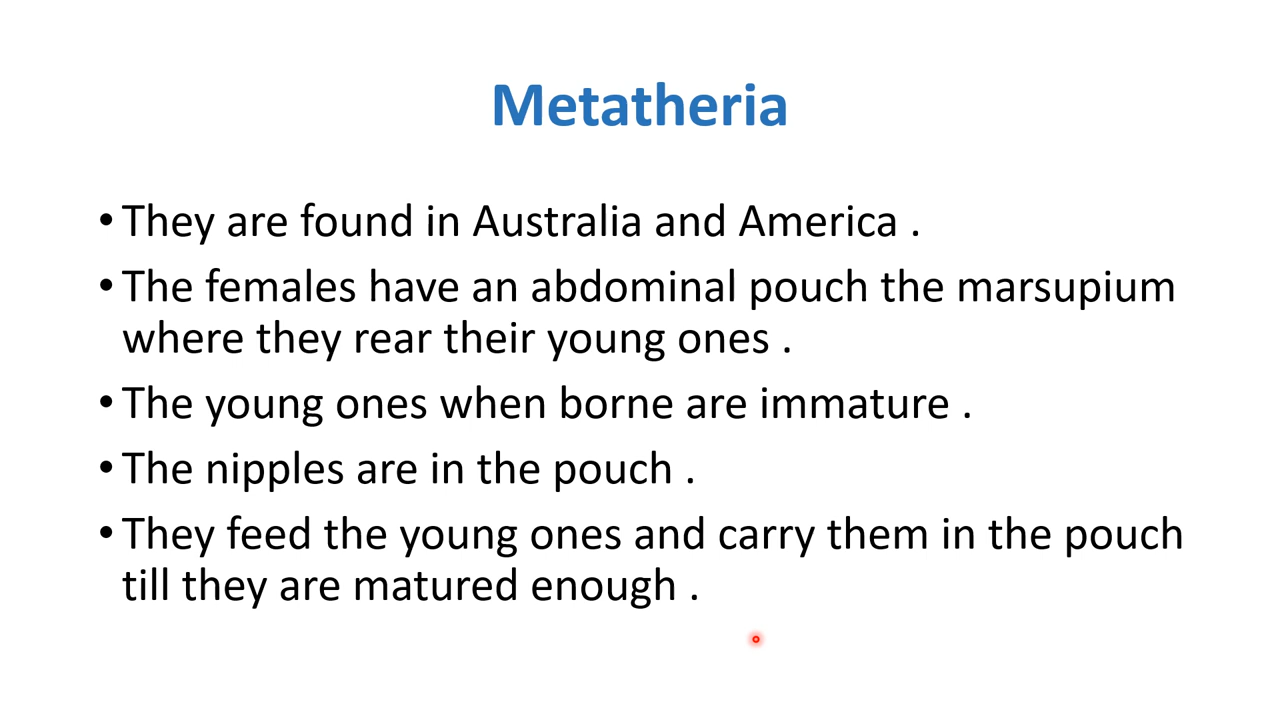 Metatheria
• They are found in Australia and America .
• The females have an abdominal pouch the marsupium
where they rear their young ones .
• The young ones when borne are immature .
• The nipples are in the pouch .
• They feed the young ones and carry them in the pouch
till they are matured enough .